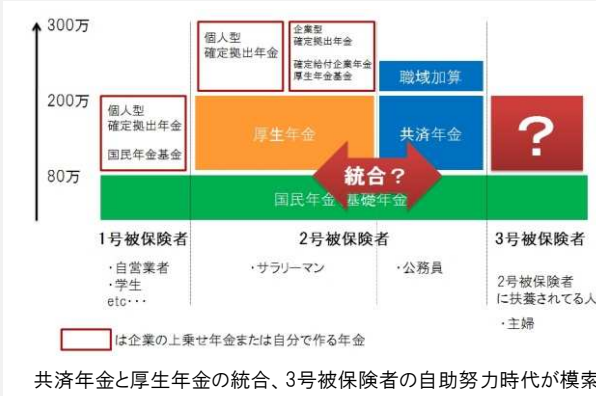 300万
200万
80万
個人型
確定拠出年金
企業型
確定拠出年金
確定給付企業年金
厚生年金基金
職域加算
個人型
確定拠出年金
国民年金基金
厚生年金
共済年金
?
統合?
国民年金 基礎年金
1号被保険者
2号被保険者
3号被保険者
・自営業者
・学生
etc・・・
・サラリーマン
・公務員
2号被保険者
に扶養されてる人
・主婦
は企業の上乗せ年金または自分で作る年金
共済年金と厚生年金の統合、3号被保険者の自助努力時代が模索